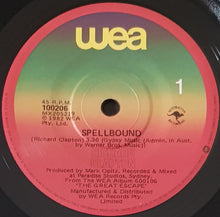 wea
45 R.P.M.
100206
MX205219
℗ 1982 WEA
Pty. Ltd.
1
SPELLBOUND
(Richard Clapton) 3.30 (Gypsy Music (Admin. in Aust.
by Warner Bros. Music)
Produced by Mark Opitz, Recorded & Mixed
at Paradise Studios, Sydney.
From The WEA Album 600106
"THE GREAT ESCAPE"
Manufactured & Distributed
by WEA Records Pty.
Limited